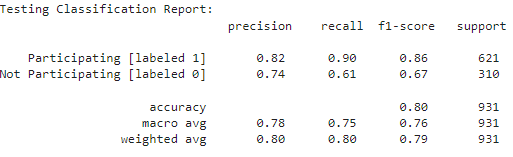 Testing Classification Report:
precision recall f1-score support
Participating [labeled 1] 0.82 0.90 0.86 621
Not Participating [labeled 0] 0.74 0.61 0.67 310
accuracy 0.80 931
macro avg 0.78 0.75 0.76 931
weighted avg 0.80 0.80 0.79 931